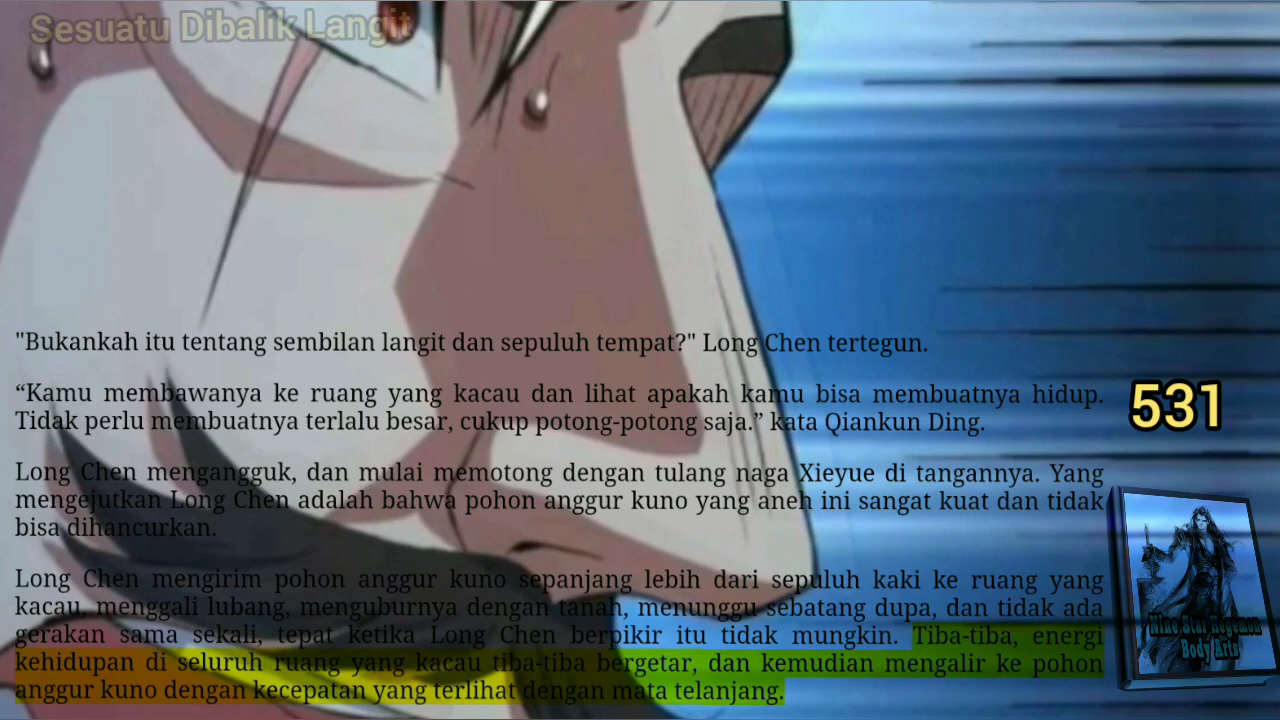 Sesuatu Dibalik Langit
"Bukankah itu tentang sembilan langit dan sepuluh tempat?" Long Chen tertegun.
“Kamu membawanya ke ruang yang kacau dan lihat apakah kamu bisa membuatnya hidup.
Tidak perlu membuatnya terlalu besar, cukup potong-potong saja.” kata Qiankun Ding.
531
Long Chen mengangguk, dan mulai memotong dengan tulang naga Xieyue di tangannya. Yang
mengejutkan Long Chen adalah bahwa pohon anggur kuno yang aneh ini sangat kuat dan tidak
bisa dihancurkan.
Long Chen mengirim pohon anggur kuno sepanjang lebih dari sepuluh kaki ke ruang yang
kacau, menggali lubang, menguburnya dengan tanah, menunggu sebatang dupa, dan tidak ada
gerakan sama sekali, tepat ketika Long Chen berpikir itu tidak mungkin. Tiba-tiba, energi
kehidupan di seluruh ruang yang kacau tiba-tiba bergetar, dan kemudian mengalir ke pohon
anggur kuno dengan kecepatan yang terlihat dengan mata telanjang.
Nine Star Hegemon
Body Arts